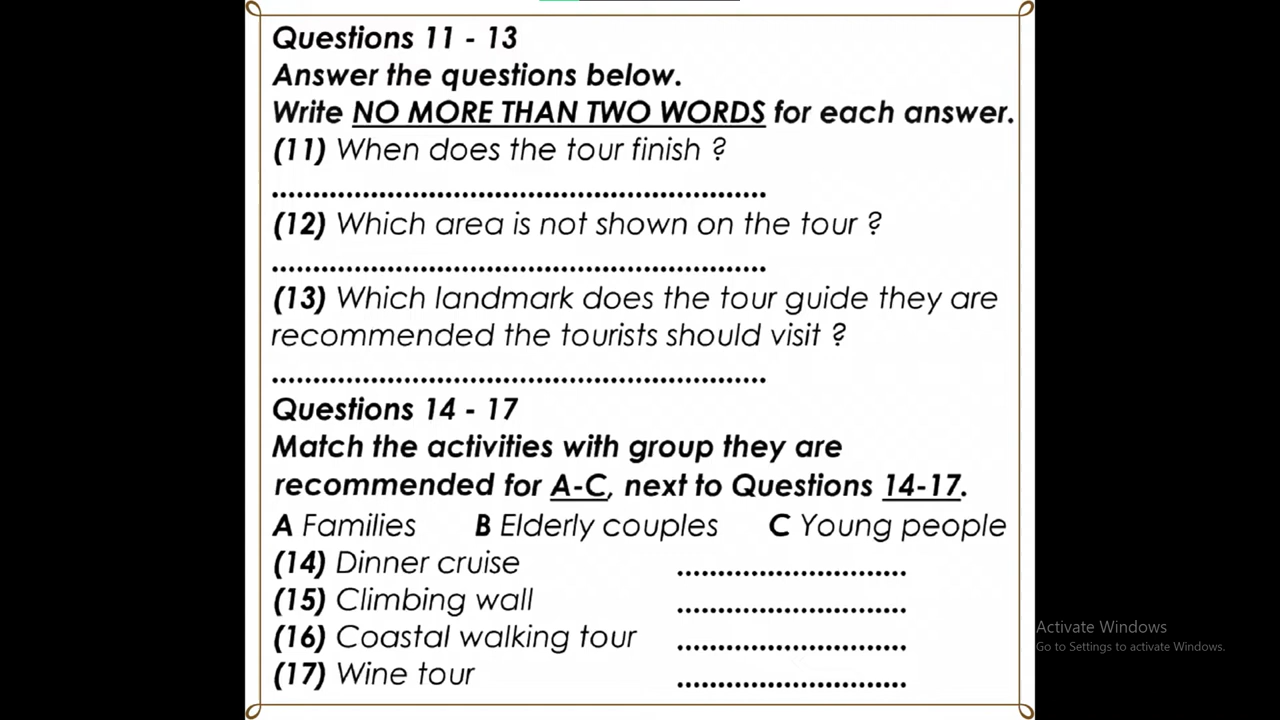 Questions 11 - 13
Answer the questions below.
Write NO MORE THAN TWO WORDS for each answer.
(11) When does the tour finish ?
............................................................
(12) Which area is not shown on the tour ?
............................................................
(13) Which landmark does the tour guide they are
recommended the tourists should visit ?
............................................................
Questions 14 - 17
Match the activities with group they are
recommended for A-C, next to Questions 14-17.
A Families B Elderly couples C Young people
(14) Dinner cruise ............................
(15) Climbing wall ............................
(16) Coastal walking tour ............................
(17) Wine tour ............................
Activate Windows
Go to Settings to activate Windows.